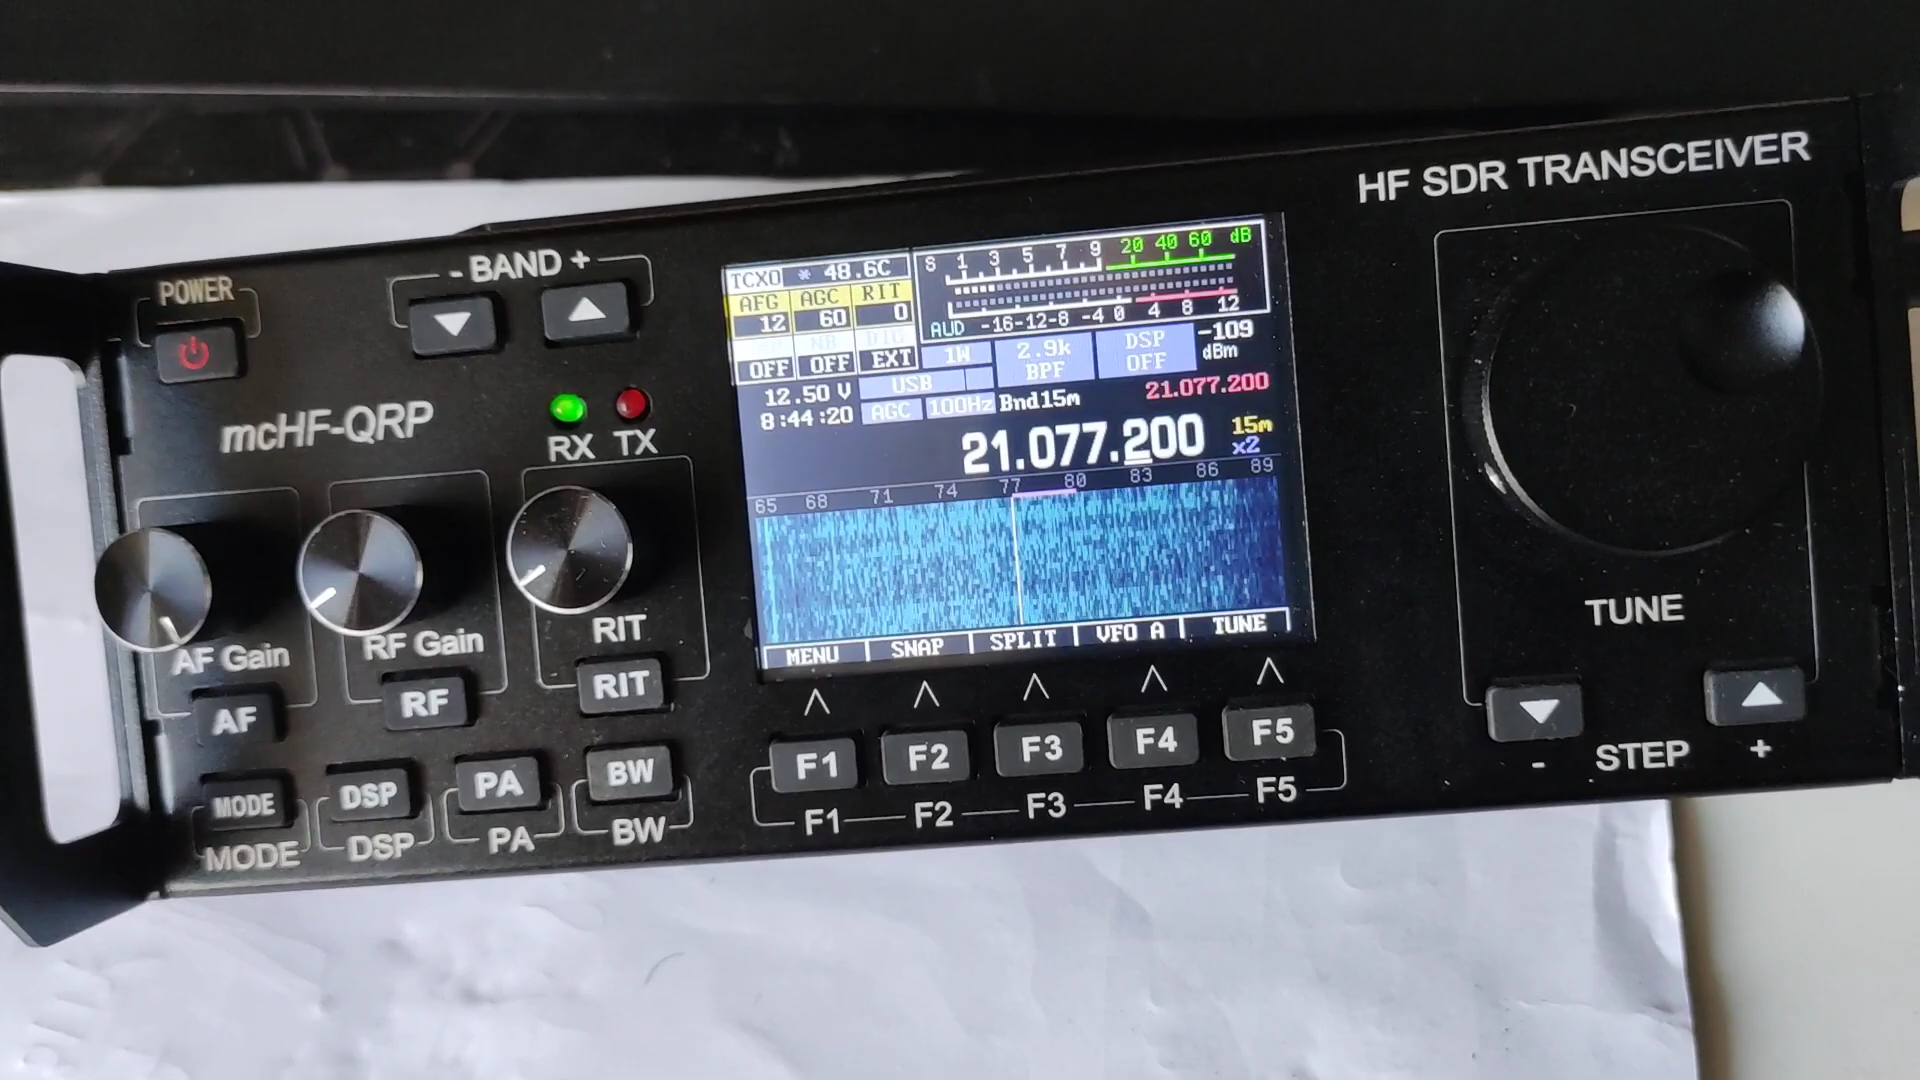 HF SDR TRANSCEIVER
POWER
- BAND +
mcHF-QRP
RX TX
TCXO * 48.6C
AFG AGC RIT
12 60 0
NB DIG
OFF OFF EXT
S 1 3 5 7 9 20 40 60 dB
AUD -16-12-8 -4 0 4 8 12
1W 2.9k BPF DSP OFF -109 dBm
12.50 V USB
8:44:20 AGC 100Hz Bnd15m 21.077.200
21.077.200 15m x2
65 68 71 74 77 80 83 86 89
MENU SNAP SPLIT VFO A TUNE
AF Gain RF Gain RIT
AF RF RIT
MODE DSP PA BW
MODE DSP PA BW
F1 F2 F3 F4 F5
F1 F2 F3 F4 F5
TUNE
- STEP +